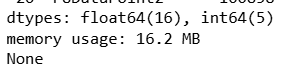 dtypes: float64(16), int64(5)
memory usage: 16.2 MB
None